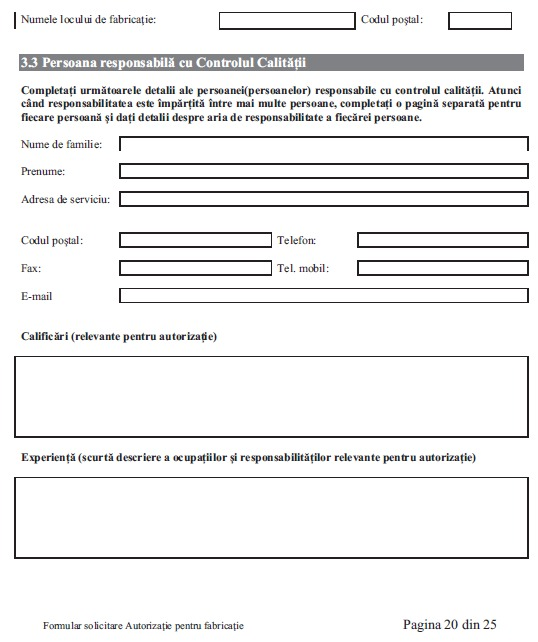 Numele locului de fabricație: Codul poștal:
3.3 Persoana responsabilă cu Controlul Calității
Completați următoarele detalii ale persoanei(persoanelor) responsabile cu controlul calității. Atunci
când responsabilitatea este împărțită între mai multe persoane, completați o pagină separată pentru
fiecare persoană și dați detalii despre aria de responsabilitate a fiecărei persoane.
Nume de familie:
Prenume:
Adresa de serviciu:
Codul poștal: Telefon:
Fax: Tel. mobil:
E-mail
Calificări (relevante pentru autorizație)
Experiență (scurtă descriere a ocupațiilor și responsabilităților relevante pentru autorizație)
Formular solicitare Autorizație pentru fabricație Pagina 20 din 25